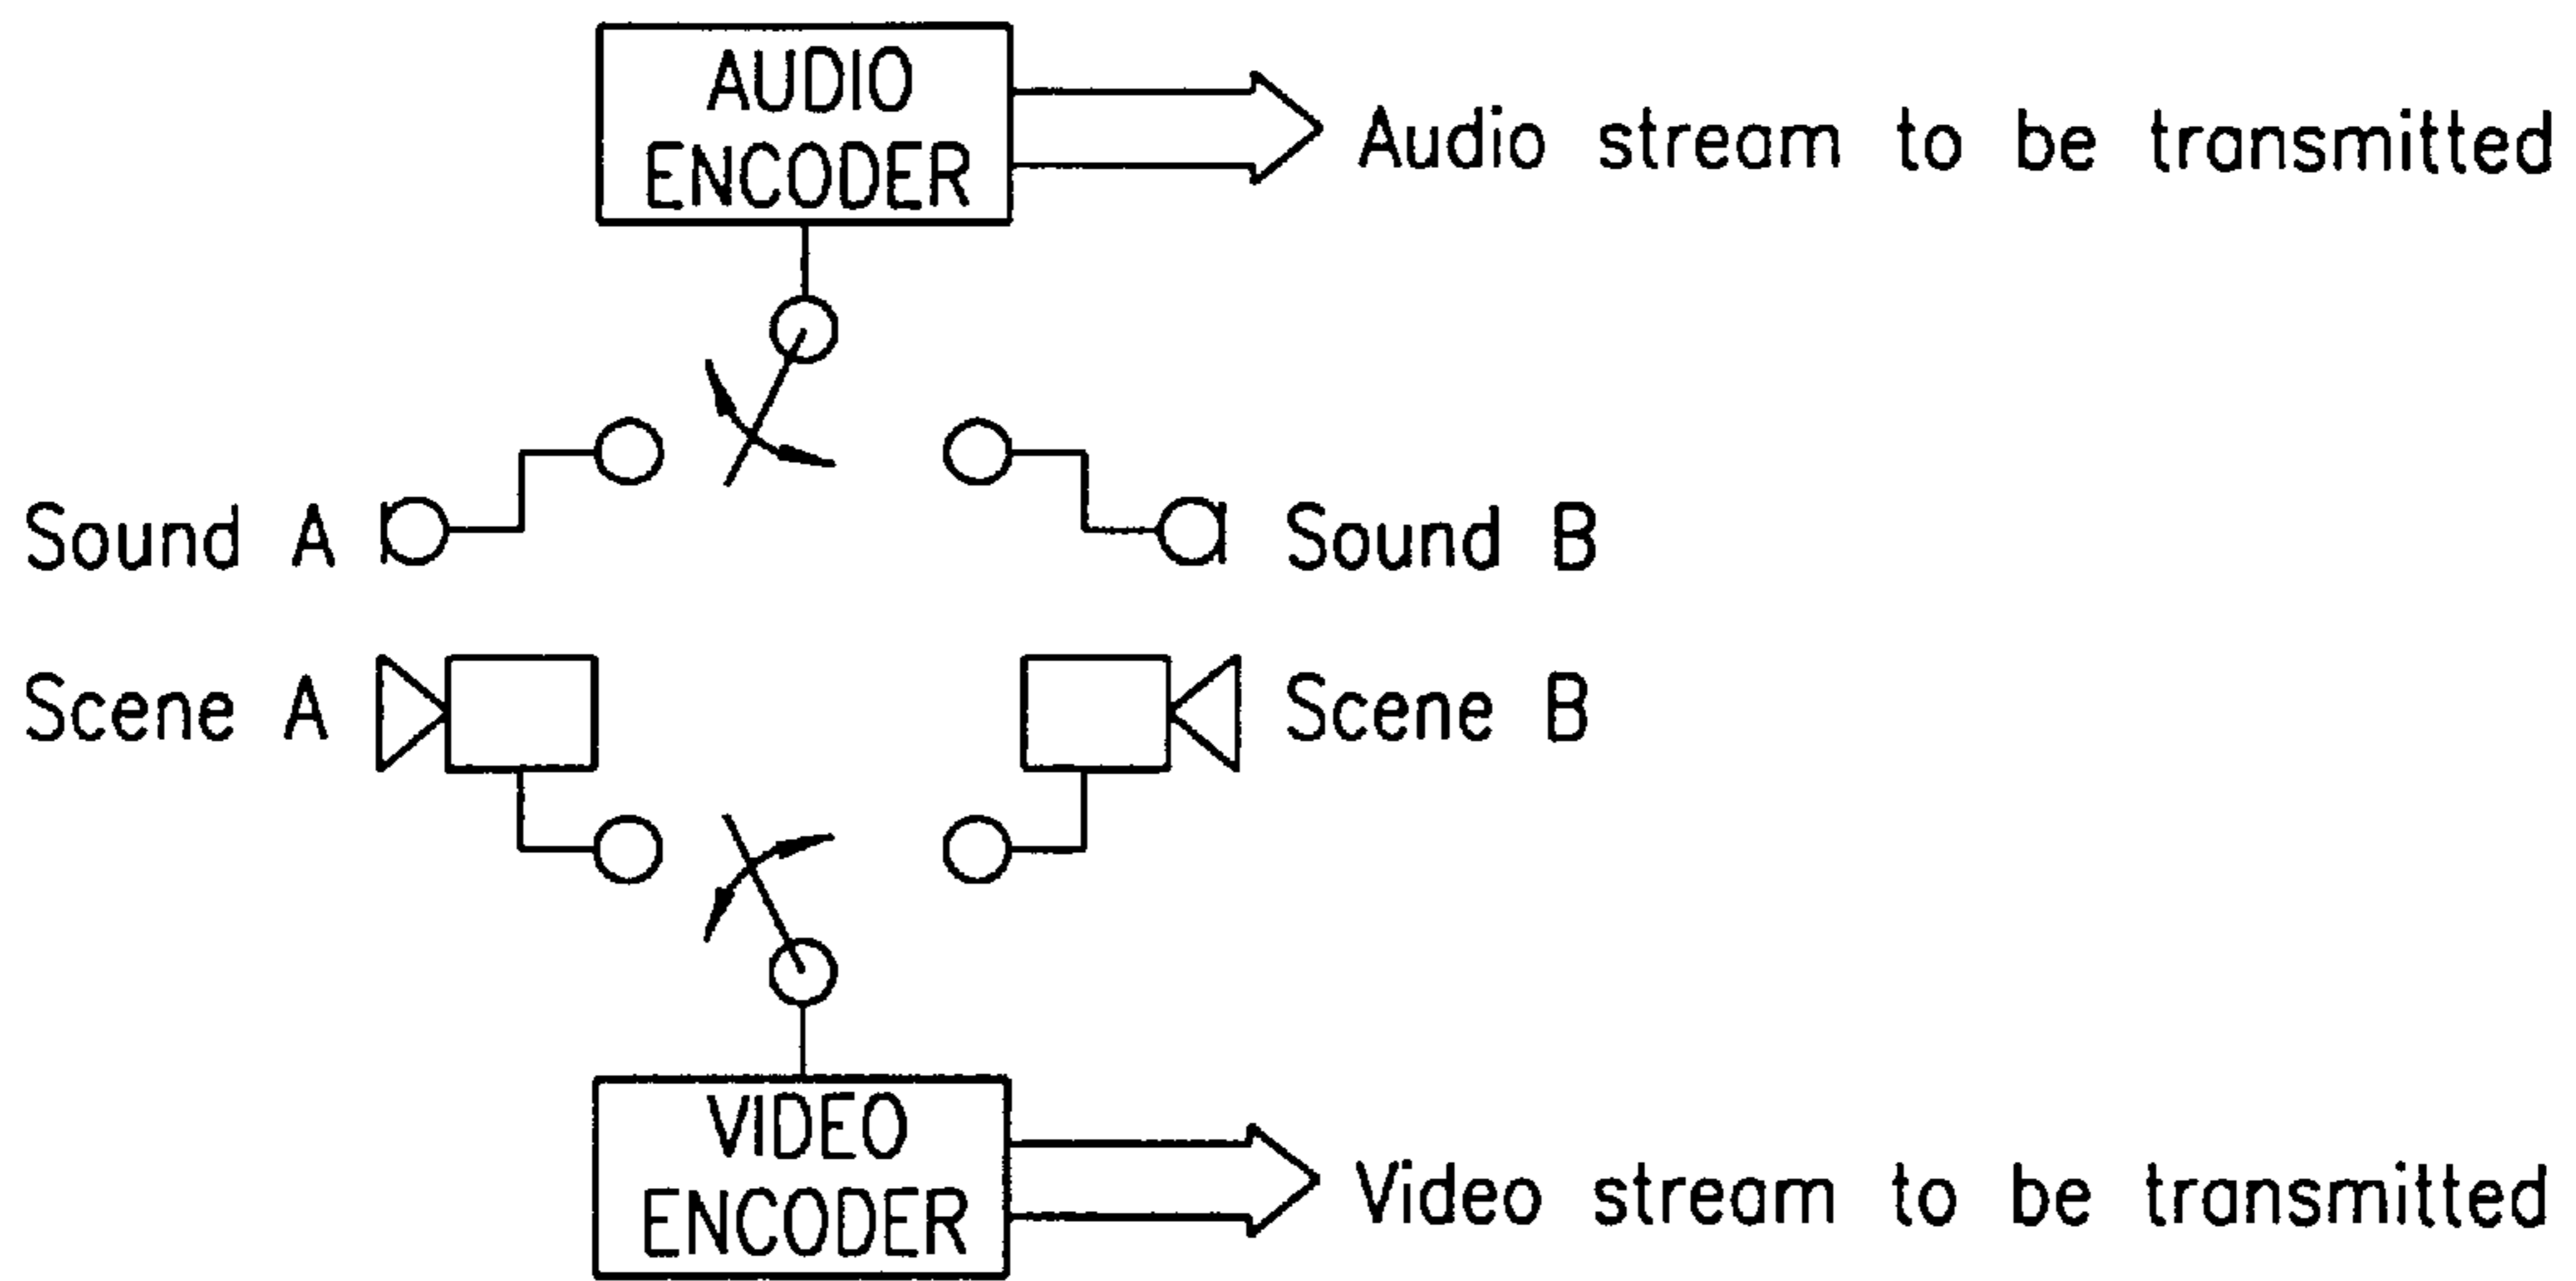 AUDIO
ENCODER
Audio stream to be transmitted
Sound A
Sound B
Scene A
Scene B
VIDEO
ENCODER
Video stream to be transmitted